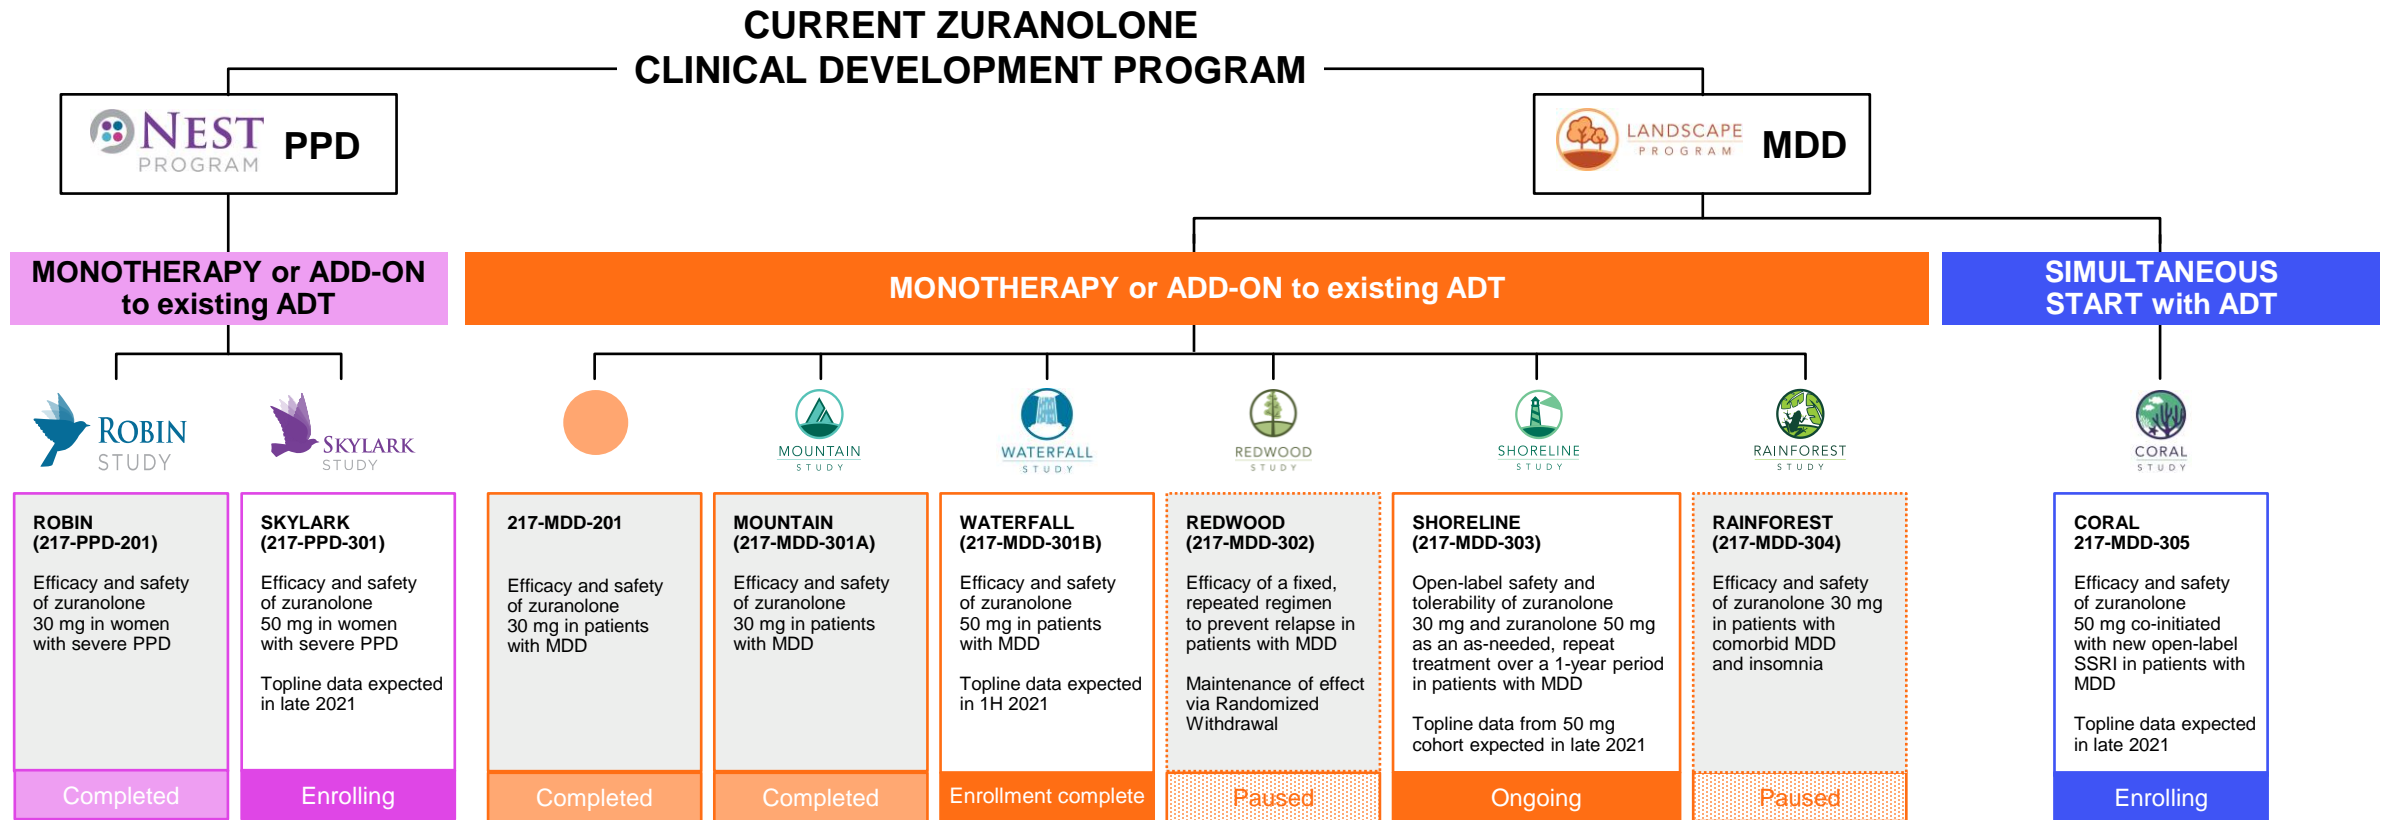 CURRENT ZURANOLONE
CLINICAL DEVELOPMENT PROGRAM
NEST
PROGRAM
PPD
LANDSCAPE
PROGRAM
MDD
MONOTHERAPY or ADD-ON
to existing ADT
MONOTHERAPY or ADD-ON to existing ADT
SIMULTANEOUS
START with ADT
ROBIN
STUDY
SKYLARK
STUDY
MOUNTAIN
STUDY
WATERFALL
STUDY
REDWOOD
STUDY
SHORELINE
STUDY
RAINFOREST
STUDY
CORAL
STUDY
ROBIN
(217-PPD-201)
Efficacy and safety
of zuranolone
30 mg in women
with severe PPD
Completed
SKYLARK
(217-PPD-301)
Efficacy and safety
of zuranolone
50 mg in women
with severe PPD
Topline data expected
in late 2021
Enrolling
217-MDD-201
Efficacy and safety
of zuranolone
30 mg in patients
with MDD
Completed
MOUNTAIN
(217-MDD-301A)
Efficacy and safety
of zuranolone
30 mg in patients
with MDD
Completed
WATERFALL
(217-MDD-301B)
Efficacy and safety
of zuranolone
50 mg in patients
with MDD
Topline data expected
in 1H 2021
Enrollment complete
REDWOOD
(217-MDD-302)
Efficacy of a fixed,
repeated regimen
to prevent relapse in
patients with MDD
Maintenance of effect
via Randomized
Withdrawal
Paused
SHORELINE
(217-MDD-303)
Open-label safety and
tolerability of zuranolone
30 mg and zuranolone 50 mg
as an as-needed, repeat
treatment over a 1-year period
in patients with MDD
Topline data from 50 mg
cohort expected in late 2021
Ongoing
RAINFOREST
(217-MDD-304)
Efficacy and safety
of zuranolone 30 mg
in patients with
comorbid MDD
and insomnia
Paused
CORAL
217-MDD-305
Efficacy and safety
of zuranolone
50 mg co-initiated
with new open-label
SSRI in patients with
MDD
Topline data expected
in late 2021
Enrolling